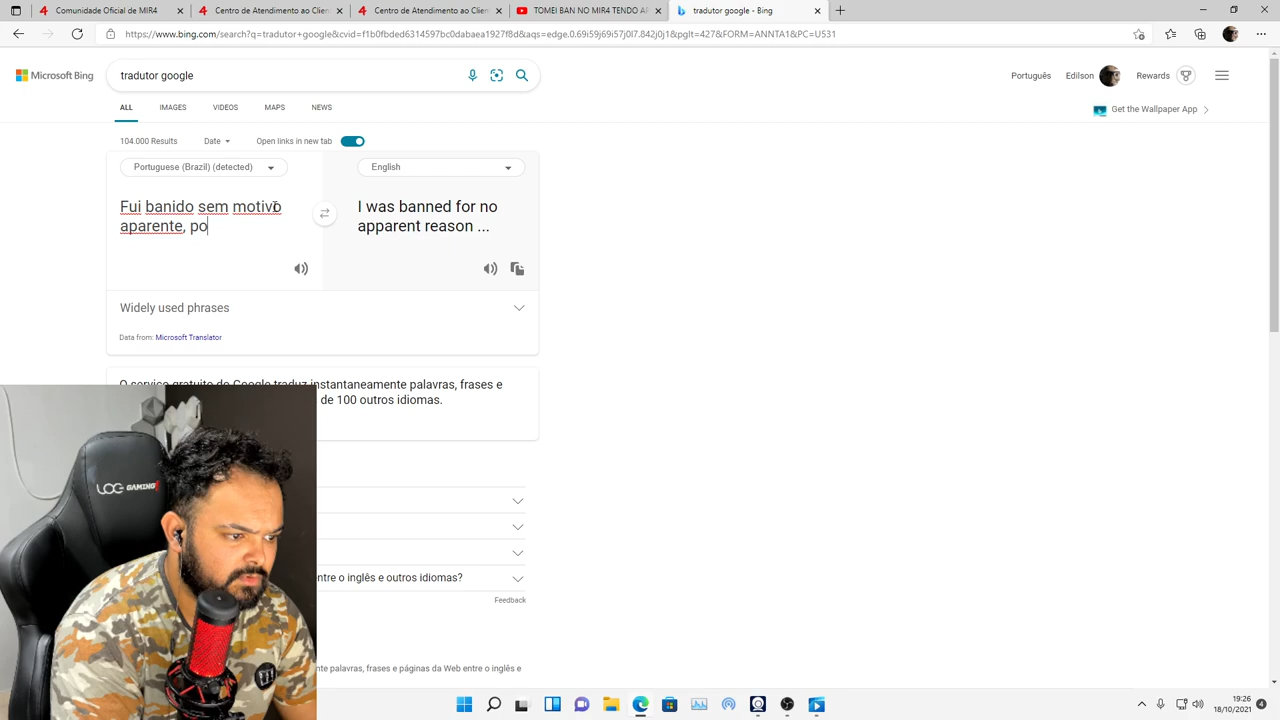 Comunidade MIR4
Centro de Atendimento ao Clien
Centro de Atendimento ao Clien
TOMEI BAN NO MIR4 TENDO AP
tradutor google - Bing
https://www.bing.com/search?q=tradutor+google&cvid=f1b0fbded6314597bc0dabaea1927f8d&aqs=edge.0.69i59j69i57j0l7.842j0j1&pglt=427&FORM=ANNTA1&PC=U531
Microsoft Bing
tradutor google
Português
Edilson
Rewards
ALL
IMAGES
VIDEOS
MAPS
NEWS
Get the Wallpaper App
104.000 Results
Date
Open links in new tab
Portuguese (Brazil) (detected)
English
Fui banido sem motivo
aparente, po
I was banned for no
apparent reason ...
Widely used phrases
Data from: Microsoft Translator
O serviço gratuito do Google traduz instantaneamente palavras, frases e
de 100 outros idiomas.
ntre o inglês e outros idiomas?
Feedback
nte palavras, frases e páginas da Web entre o inglês e
GAMING
19:26
18/10/2021
4